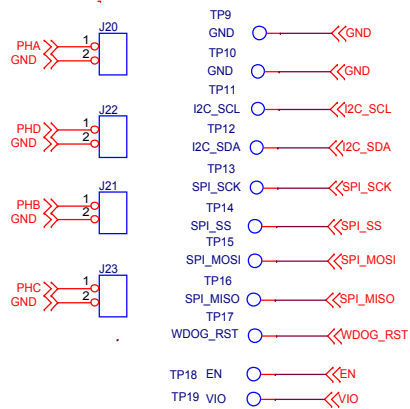 J20
PHA 1
GND 2
J22
PHD 1
GND 2
J21
PHB 1
GND 2
J23
PHC 1
GND 2
TP9
GND GND
TP10
GND GND
TP11
I2C_SCL I2C_SCL
TP12
I2C_SDA I2C_SDA
TP13
SPI_SCK SPI_SCK
TP14
SPI_SS SPI_SS
TP15
SPI_MOSI SPI_MOSI
TP16
SPI_MISO SPI_MISO
TP17
WDOG_RST WDOG_RST
TP18 EN EN
TP19 VIO VIO